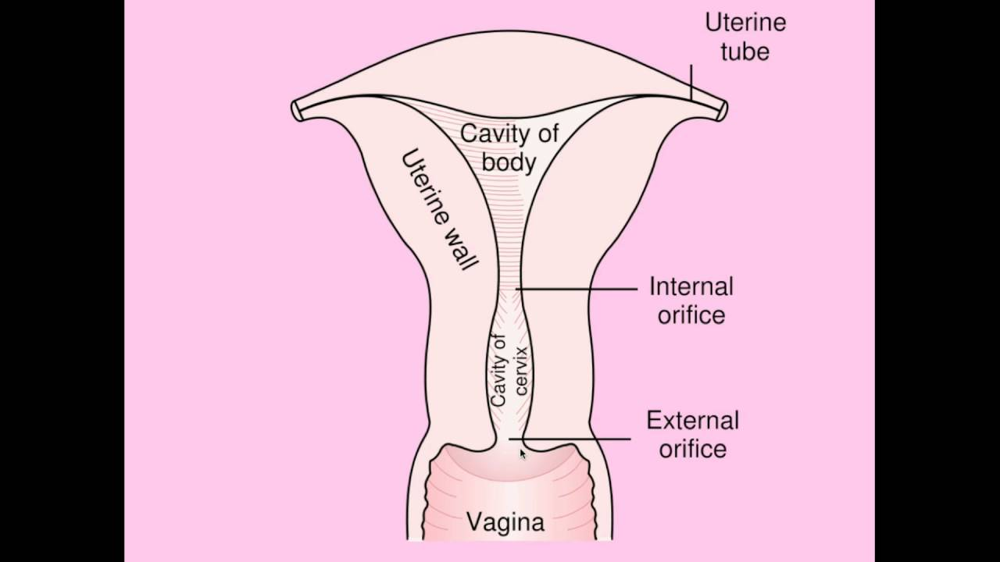 Uterine
tube
Cavity of
body
Uterine wall
Internal
orifice
Cavity of
cervix
External
orifice
Vagina